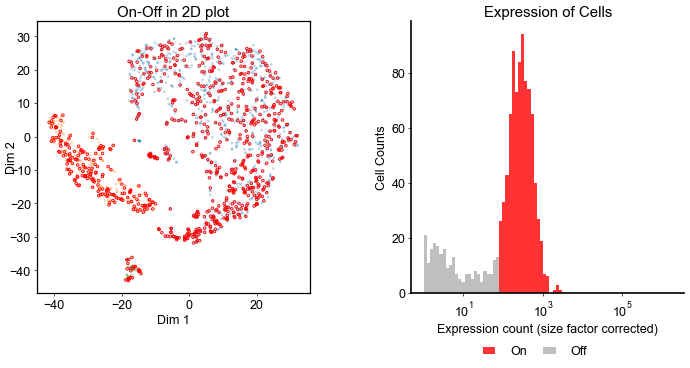 On-Off in 2D plot
30
20
10
0
−10
−20
−30
−40
Dim 2
−40 −20 0 20
Dim 1
Expression of Cells
80
60
40
20
0
Cell Counts
10^1 10^3 10^5
Expression count (size factor corrected)
On Off